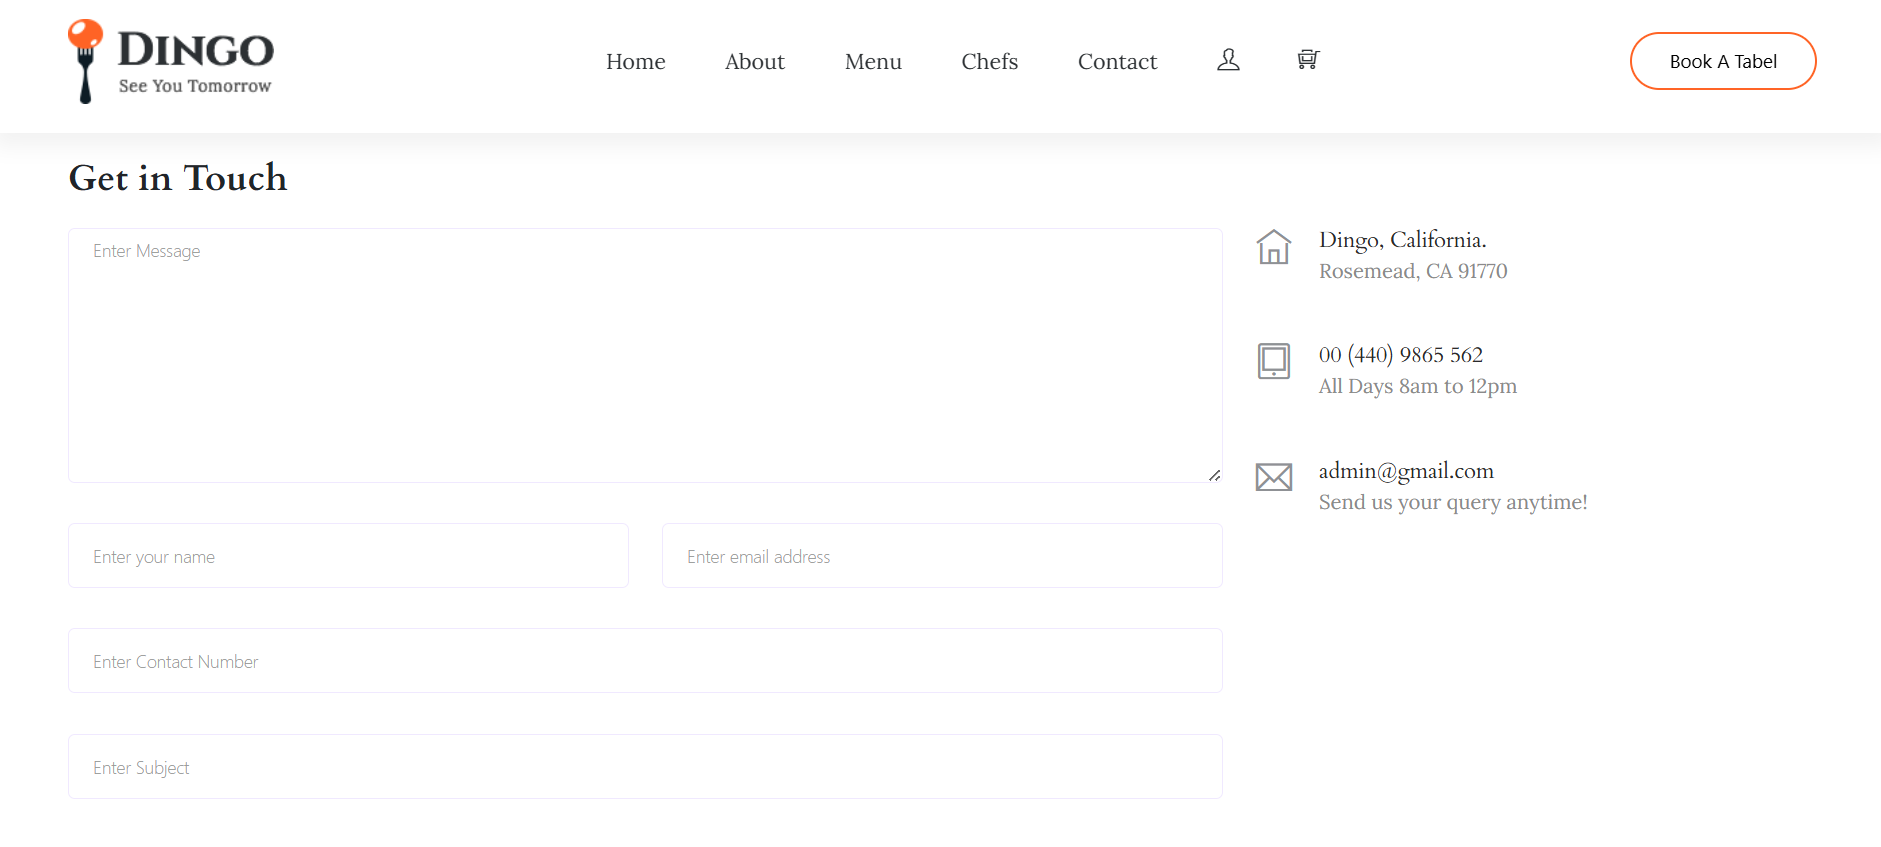 DINGO
See You Tomorrow
Home
About
Menu
Chefs
Contact
Book A Tabel
Get in Touch
Enter Message
Enter your name
Enter email address
Enter Contact Number
Enter Subject
Dingo, California.
Rosemead, CA 91770
00 (440) 9865 562
All Days 8am to 12pm
admin@gmail.com
Send us your query anytime!